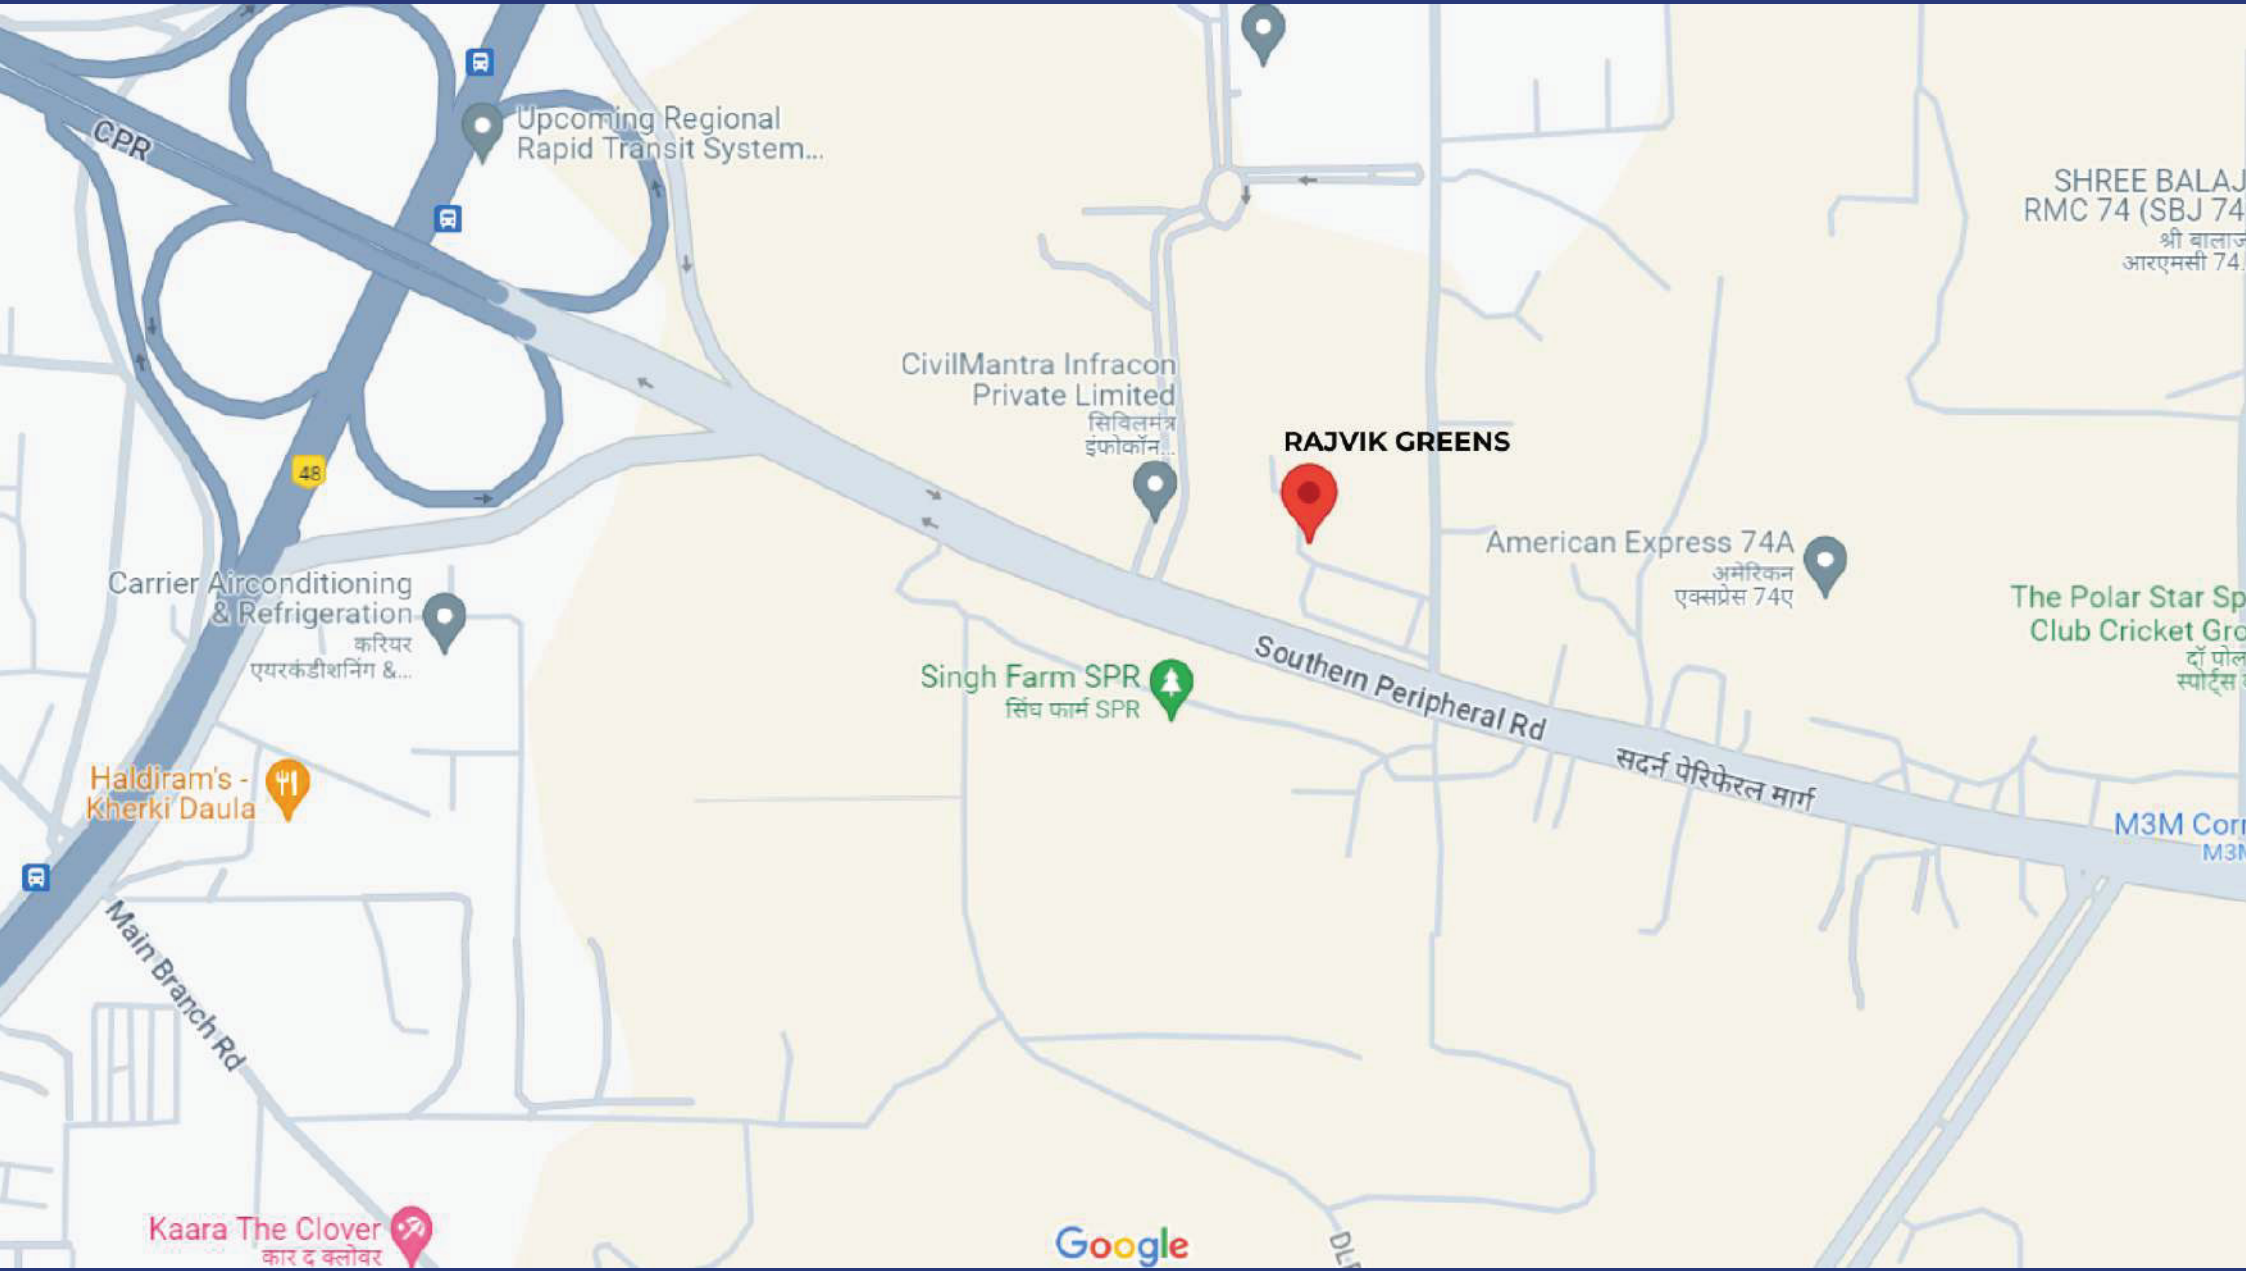 CPR
Upcoming Regional
Rapid Transit System...
SHREE BALAJ
RMC 74 (SBJ 74
श्री बालाज
आरएमसी 74
CivilMantra Infracon
Private Limited
सिविलमंत्र
इंफोकॉन...
RAJVIK GREENS
48
American Express 74A
अमेरिकन
एक्सप्रेस 74ए
Carrier Airconditioning
& Refrigeration
करियर
एयरकंडीशनिंग &...
The Polar Star Sp
Club Cricket Gro
दॉ पोल
स्पोर्ट्स
Singh Farm SPR
सिंघ फार्म SPR
Southern Peripheral Rd
सदर्न पेरिफेरल मार्ग
Haldiram's -
Kherki Daula
M3M Corr
M3M
Main Branch Rd
Kaara The Clover
कार द क्लोवर
Google
DLF